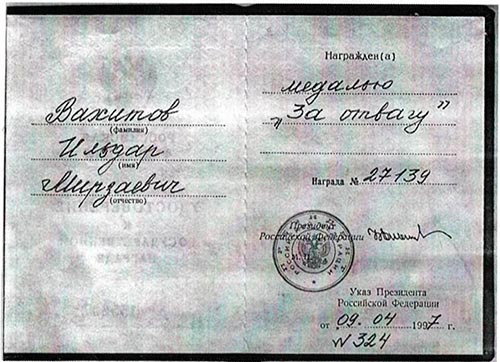 Вахитов
(фамилия)
Ильдар
(имя)
Мирзаевич
(отчество)
Награжден(а)
медалью
„За отвагу”
Награда № 27139
Президент
Российской Федерации
Указ Президента
Российской Федерации
от 09.04 1997 г.
N 324